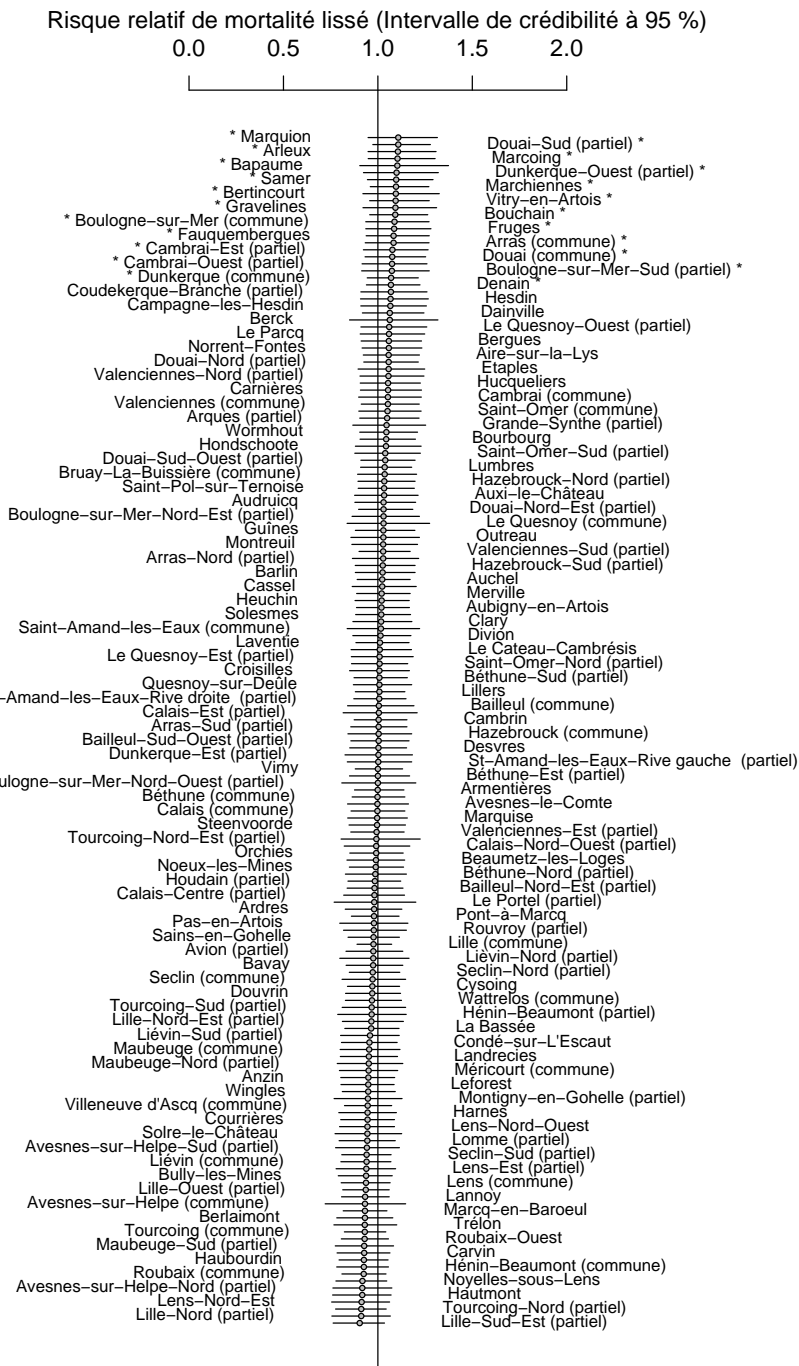 Risque relatif de mortalité lissé (Intervalle de crédibilité à 95 %)
0.0 0.5 1.0 1.5 2.0
* Marquion
Douai−Sud (partiel) *
* Arleux
Marcoing *
* Bapaume
Dunkerque−Ouest (partiel) *
* Samer
Marchiennes *
* Bertincourt
Vitry−en−Artois *
* Gravelines
Bouchain *
* Boulogne−sur−Mer (commune)
Fruges *
* Fauquembergues
Arras (commune) *
* Cambrai−Est (partiel)
Douai (commune) *
* Cambrai−Ouest (partiel)
Boulogne−sur−Mer−Sud (partiel) *
* Dunkerque (commune)
Denain *
Coudekerque−Branche (partiel)
Hesdin
Campagne−les−Hesdin
Dainville
Berck
Le Quesnoy−Ouest (partiel)
Le Parcq
Bergues
Norrent−Fontes
Aire−sur−la−Lys
Douai−Nord (partiel)
Etaples
Valenciennes−Nord (partiel)
Hucqueliers
Carnières
Cambrai (commune)
Valenciennes (commune)
Saint−Omer (commune)
Arques (partiel)
Grande−Synthe (partiel)
Wormhout
Bourbourg
Hondschoote
Saint−Omer−Sud (partiel)
Douai−Sud−Ouest (partiel)
Lumbres
Bruay−La−Buissière (commune)
Hazebrouck−Nord (partiel)
Saint−Pol−sur−Ternoise
Auxi−le−Château
Audruicq
Douai−Nord−Est (partiel)
Boulogne−sur−Mer−Nord−Est (partiel)
Le Quesnoy (commune)
Guînes
Outreau
Montreuil
Valenciennes−Sud (partiel)
Arras−Nord (partiel)
Hazebrouck−Sud (partiel)
Barlin
Auchel
Cassel
Merville
Heuchin
Aubigny−en−Artois
Solesmes
Clary
Saint−Amand−les−Eaux (commune)
Divion
Laventie
Le Cateau−Cambrésis
Le Quesnoy−Est (partiel)
Saint−Omer−Nord (partiel)
Croisilles
Béthune−Sud (partiel)
Quesnoy−sur−Deûle
Lillers
−Amand−les−Eaux−Rive droite (partiel)
Bailleul (commune)
Calais−Est (partiel)
Cambrin
Arras−Sud (partiel)
Hazebrouck (commune)
Bailleul−Sud−Ouest (partiel)
Desvres
Dunkerque−Est (partiel)
St−Amand−les−Eaux−Rive gauche (partiel)
Vimy
Béthune−Est (partiel)
ulogne−sur−Mer−Nord−Ouest (partiel)
Armentières
Béthune (commune)
Avesnes−le−Comte
Calais (commune)
Marquise
Steenvoorde
Valenciennes−Est (partiel)
Tourcoing−Nord−Est (partiel)
Calais−Nord−Ouest (partiel)
Orchies
Beaumetz−les−Loges
Noeux−les−Mines
Béthune−Nord (partiel)
Houdain (partiel)
Bailleul−Nord−Est (partiel)
Calais−Centre (partiel)
Le Portel (partiel)
Ardres
Pont−à−Marcq
Pas−en−Artois
Rouvroy (partiel)
Sains−en−Gohelle
Lille (commune)
Avion (partiel)
Liévin−Nord (partiel)
Bavay
Seclin−Nord (partiel)
Seclin (commune)
Cysoing
Douvrin
Wattrelos (commune)
Tourcoing−Sud (partiel)
Hénin−Beaumont (partiel)
Lille−Nord−Est (partiel)
La Bassée
Liévin−Sud (partiel)
Condé−sur−L'Escaut
Maubeuge (commune)
Landrecies
Maubeuge−Nord (partiel)
Méricourt (commune)
Anzin
Leforest
Wingles
Montigny−en−Gohelle (partiel)
Villeneuve d'Ascq (commune)
Harnes
Courrières
Lens−Nord−Ouest
Solre−le−Château
Lomme (partiel)
Avesnes−sur−Helpe−Sud (partiel)
Seclin−Sud (partiel)
Liévin (commune)
Lens−Est (partiel)
Bully−les−Mines
Lens (commune)
Lille−Ouest (partiel)
Lannoy
Avesnes−sur−Helpe (commune)
Marcq−en−Baroeul
Berlaimont
Trélon
Tourcoing (commune)
Roubaix−Ouest
Maubeuge−Sud (partiel)
Carvin
Haubourdin
Hénin−Beaumont (commune)
Roubaix (commune)
Noyelles−sous−Lens
Avesnes−sur−Helpe−Nord (partiel)
Hautmont
Lens−Nord−Est
Tourcoing−Nord (partiel)
Lille−Nord (partiel)
Lille−Sud−Est (partiel)